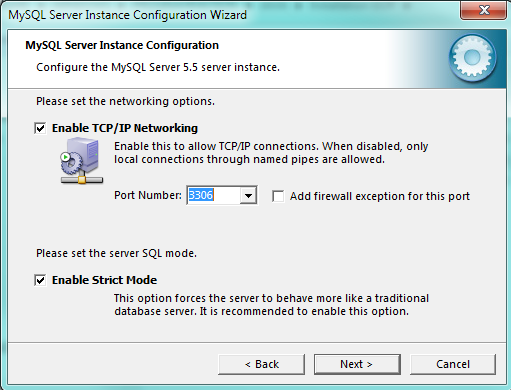 MySQL Server Instance Configuration Wizard
MySQL Server Instance Configuration
Configure the MySQL Server 5.5 server instance.
Please set the networking options.
Enable TCP/IP Networking
Enable this to allow TCP/IP connections. When disabled, only
local connections through named pipes are allowed.
Port Number: 3306 Add firewall exception for this port
Please set the server SQL mode.
Enable Strict Mode
This option forces the server to behave more like a traditional
database server. It is recommended to enable this option.
< Back Next > Cancel